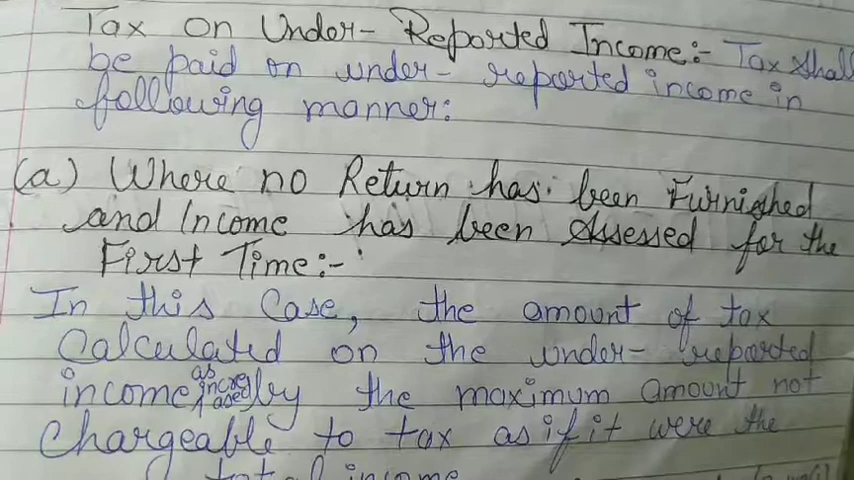 Tax on Under-Reported Income:- Tax shall
be paid on under-reported income in
following manner:
(a) Where no Return has been Furnished
and Income has been Assessed for the
First Time:-
In this Case, the amount of tax
Calculated on the under-reported
income, as increased by the maximum amount not
Chargeable to tax as if it were the
total income